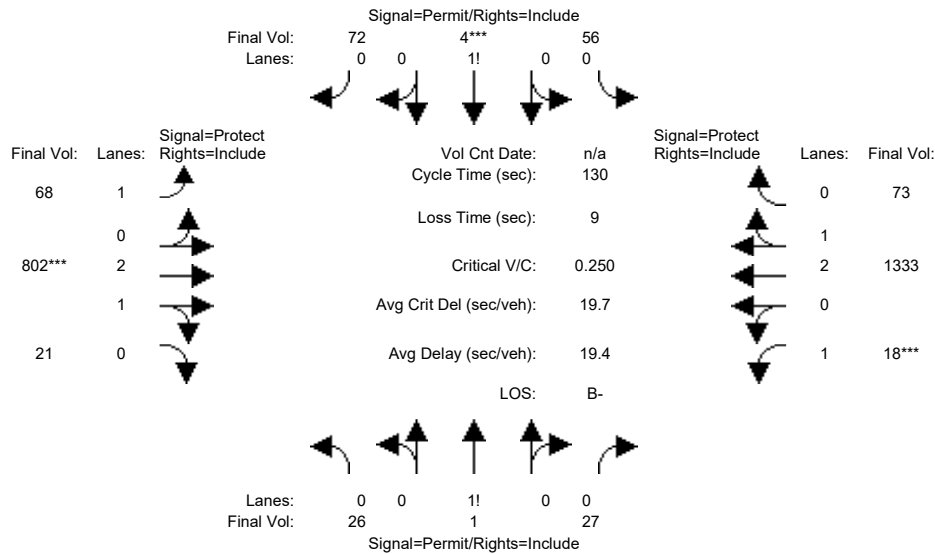 Signal=Permit/Rights=Include
Final Vol: 72 4*** 56
Lanes: 0 0 1! 0 0
Signal=Protect
Final Vol: Lanes: Rights=Include
Vol Cnt Date: n/a
Signal=Protect
Rights=Include Lanes: Final Vol:
Cycle Time (sec): 130
68 1
0 73
Loss Time (sec): 9
0
1
802*** 2
Critical V/C: 0.250
2 1333
1
Avg Crit Del (sec/veh): 19.7
0
21 0
Avg Delay (sec/veh): 19.4
1 18***
LOS: B-
Lanes: 0 0 1! 0 0
Final Vol: 26 1 27
Signal=Permit/Rights=Include